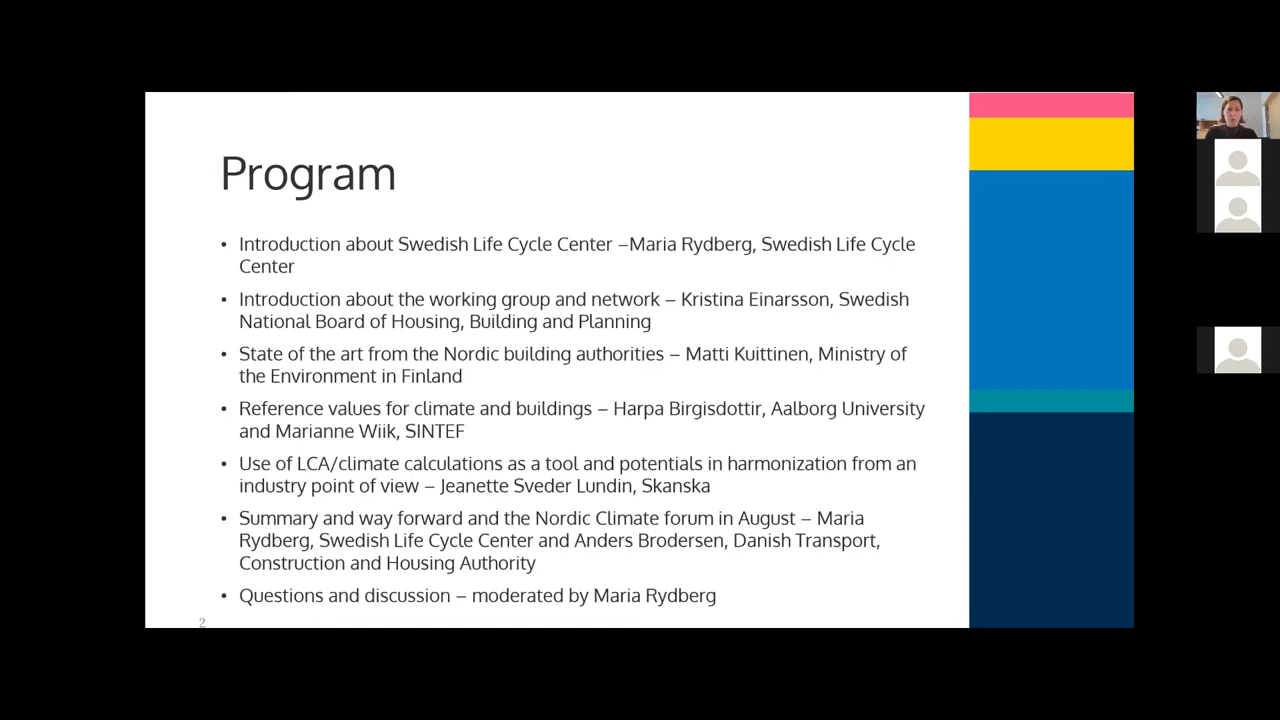 Program
• Introduction about Swedish Life Cycle Center –Maria Rydberg, Swedish Life Cycle
Center
• Introduction about the working group and network – Kristina Einarsson, Swedish
National Board of Housing, Building and Planning
• State of the art from the Nordic building authorities – Matti Kuittinen, Ministry of
the Environment in Finland
• Reference values for climate and buildings – Harpa Birgisdottir, Aalborg University
and Marianne Wiik, SINTEF
• Use of LCA/climate calculations as a tool and potentials in harmonization from an
industry point of view – Jeanette Sveder Lundin, Skanska
• Summary and way forward and the Nordic Climate forum in August – Maria
Rydberg, Swedish Life Cycle Center and Anders Brodersen, Danish Transport,
Construction and Housing Authority
• Questions and discussion – moderated by Maria Rydberg
2